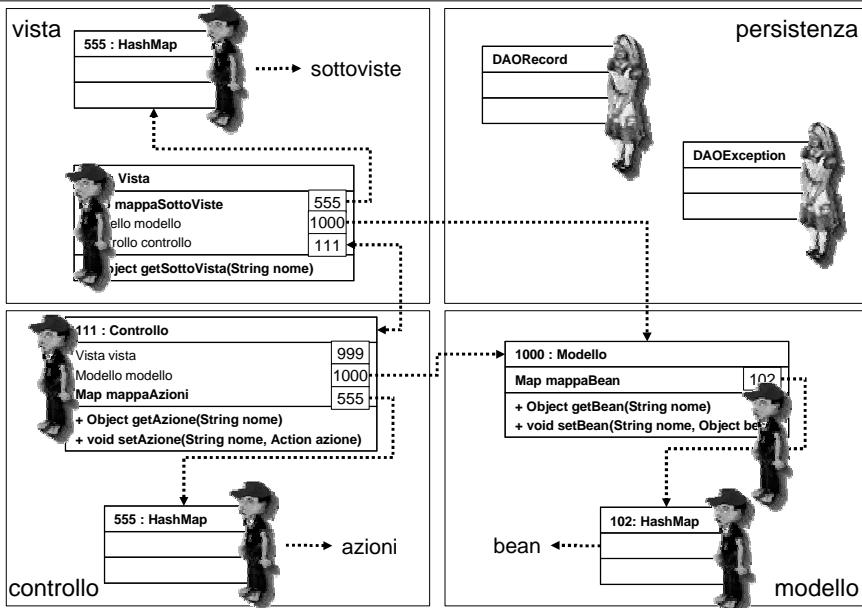 vista
555 : HashMap
sottoviste
Vista
mappaSottoViste
555
modello
1000
controllo
111
getSottoVista(String nome)
persistenza
DAORecord
DAOException
111 : Controllo
Vista vista
999
Modello modello
1000
Map mappaAzioni
555
+ Object getAzione(String nome)
+ void setAzione(String nome, Action azione)
555 : HashMap
azioni
controllo
1000 : Modello
Map mappaBean
102
+ Object getBean(String nome)
+ void setBean(String nome, Object be
102: HashMap
bean
modello